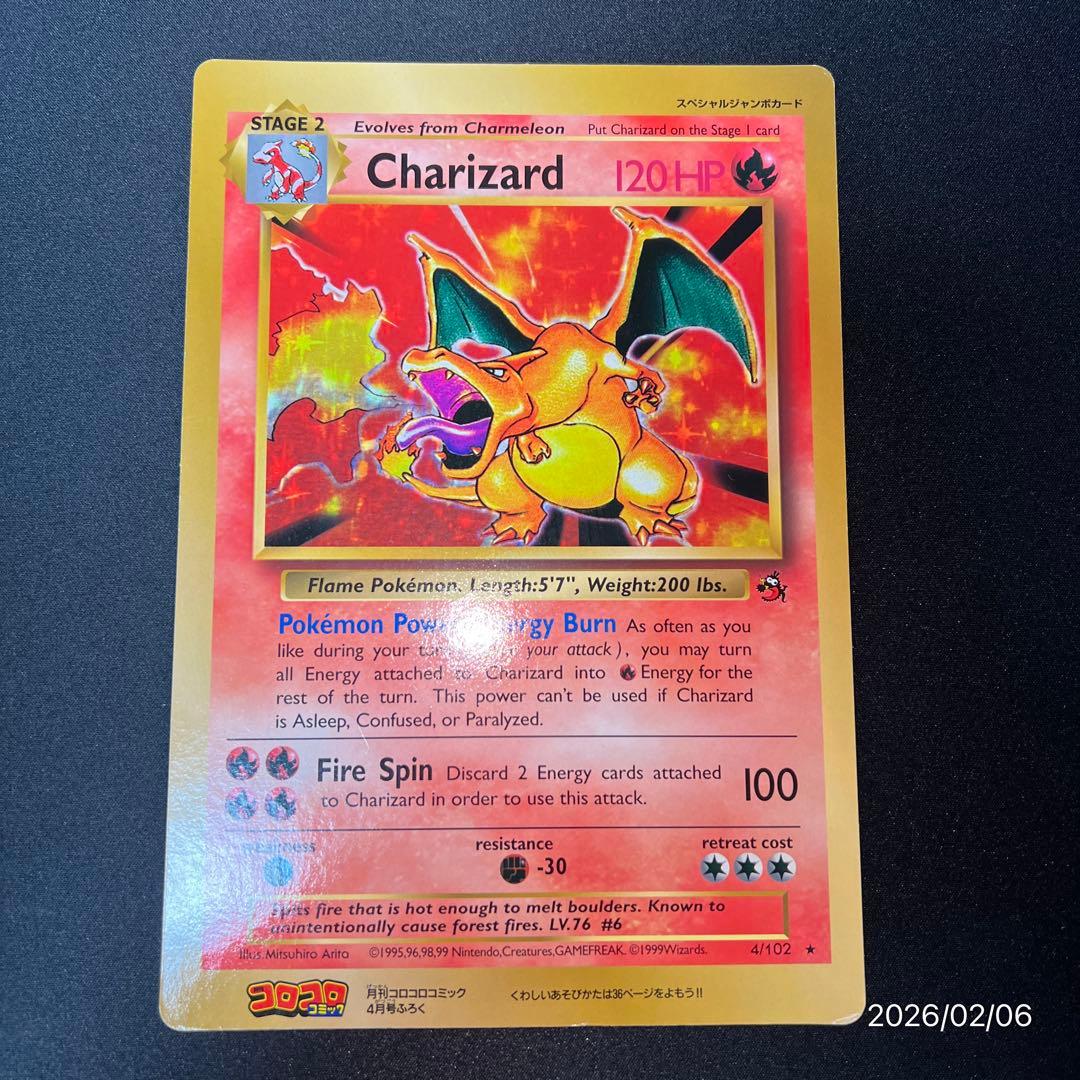 スペシャルジャンボカード
STAGE 2
Evolves from Charmeleon
Put Charizard on the Stage 1 card
Charizard
120 HP
Flame Pokémon. Length:5'7", Weight:200 lbs.
Pokémon Burn As often as you
like during your your attack), you may turn
all Energy attached to Charizard into Energy for the
rest of the turn. This power can't be used if Charizard
is Asleep, Confused, or Paralyzed.
Fire Spin Discard 2 Energy cards attached
to Charizard in order to use this attack.
100
weakness
resistance
-30
retreat cost
Spits fire that is hot enough to melt boulders. Known to
unintentionally cause forest fires. LV.76 #6
Illus. Mitsuhiro Arita ©1995,96,98,99 Nintendo,Creatures,GAMEFREAK. ©1999Wizards. 4/102 ★
コロコロ
コミック
月刊コロコロコミック
4月号ふろく
くわしいあそびかたは36ページをよもう!!
2026/02/06